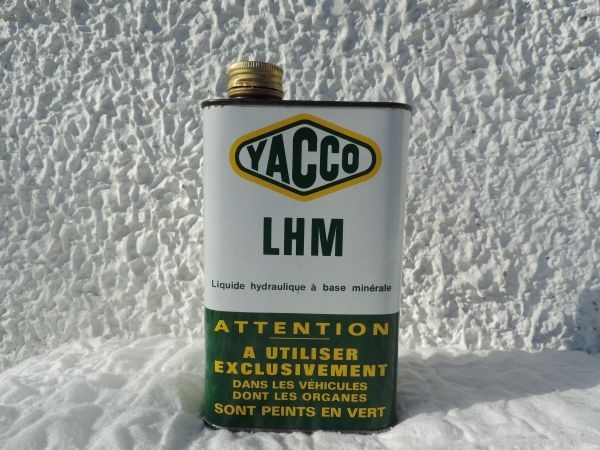 YACCO
LHM
Liquide hydraulique à base minérale
ATTENTION
A UTILISER
EXCLUSIVEMENT
DANS LES VÉHICULES
DONT LES ORGANES
SONT PEINTS EN VERT